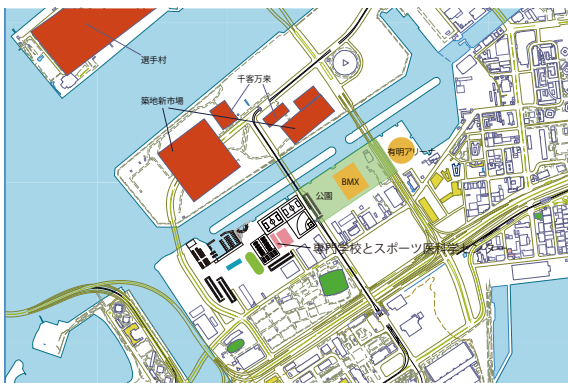 選手村
千客万来
築地新市場
有明アリーナ
BMX
公園
専門学校とスポーツ医科学センター